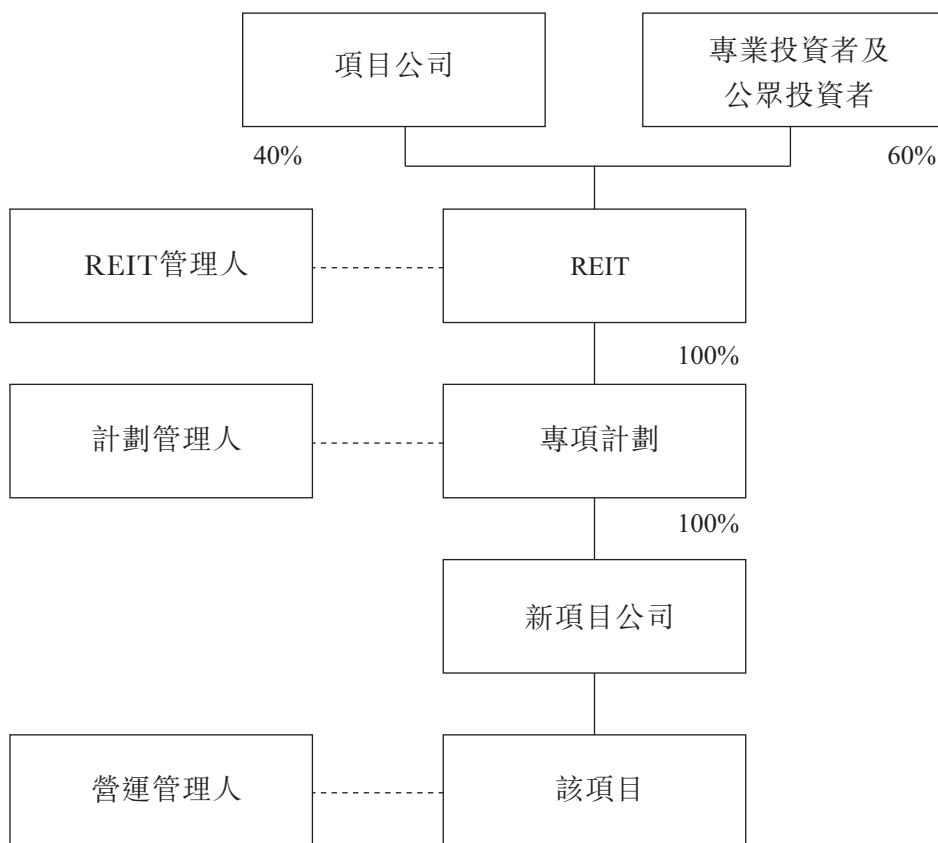 項目公司
專業投資者及
公眾投資者
40%
60%
REIT管理人
REIT
100%
計劃管理人
專項計劃
100%
新項目公司
營運管理人
該項目